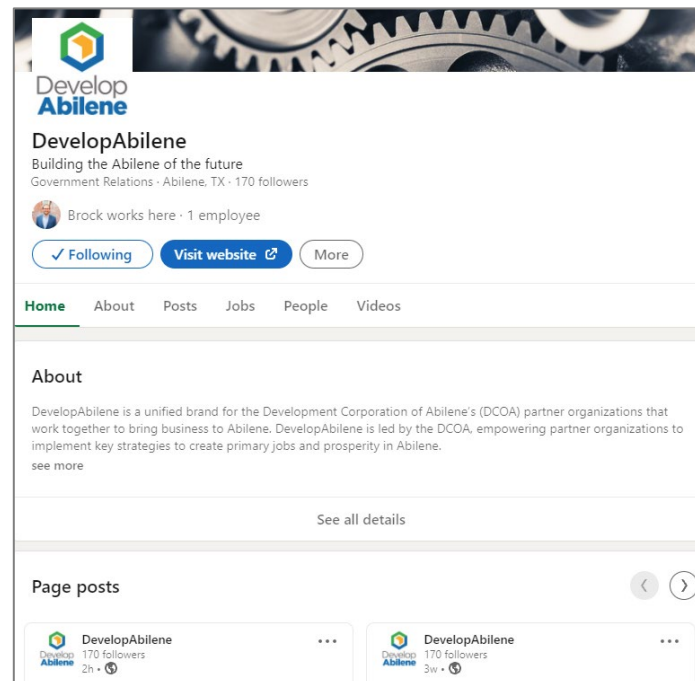 Develop
Abilene
DevelopAbilene
Building the Abilene of the future
Government Relations · Abilene, TX · 170 followers
Brock works here · 1 employee
✓ Following
Visit website
More
Home About Posts Jobs People Videos
About
DevelopAbilene is a unified brand for the Development Corporation of Abilene's (DCOA) partner organizations that
work together to bring business to Abilene. DevelopAbilene is led by the DCOA, empowering partner organizations to
implement key strategies to create primary jobs and prosperity in Abilene.
see more
See all details
Page posts
Develop
Abilene
DevelopAbilene
170 followers
2h •
Develop
Abilene
DevelopAbilene
170 followers
3w •